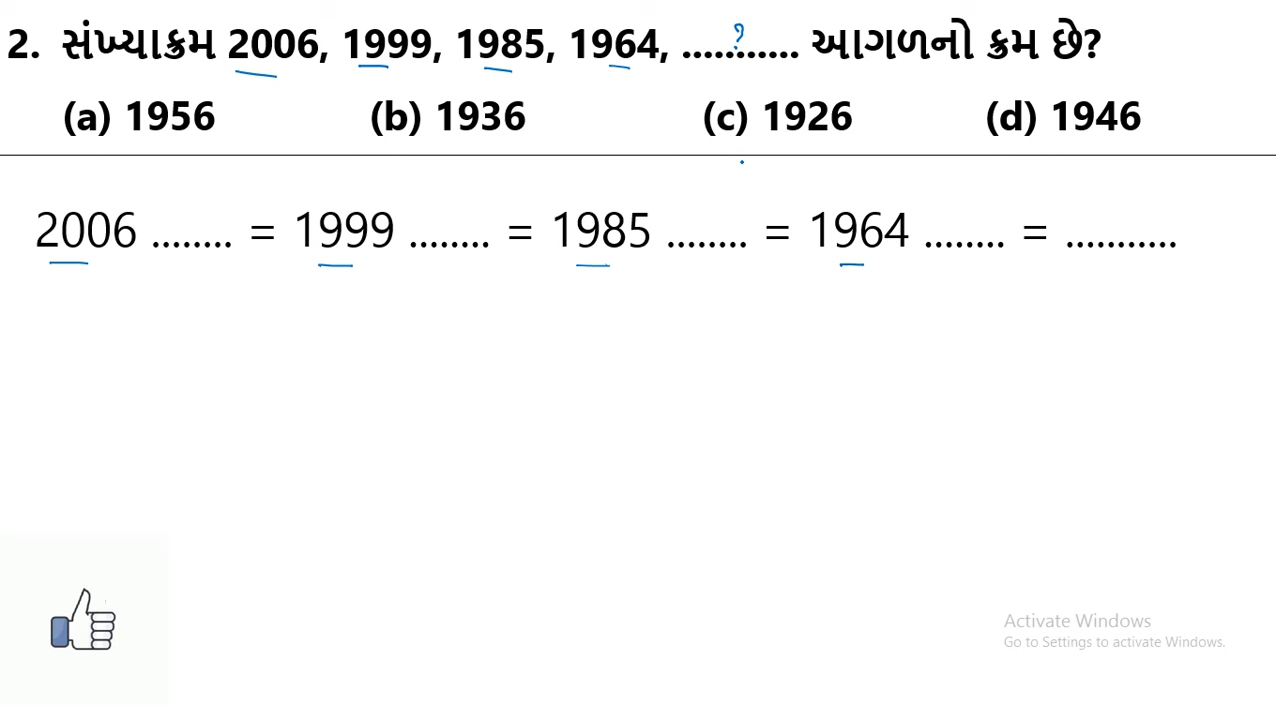 2. સંખ્યાક્રમ 2006, 1999, 1985, 1964, ......?...... આગળનો ક્રમ છે?
(a) 1956 (b) 1936 (c) 1926 (d) 1946
2006 ........ = 1999 ........ = 1985 ........ = 1964 ........ = ...........
Activate Windows
Go to Settings to activate Windows.